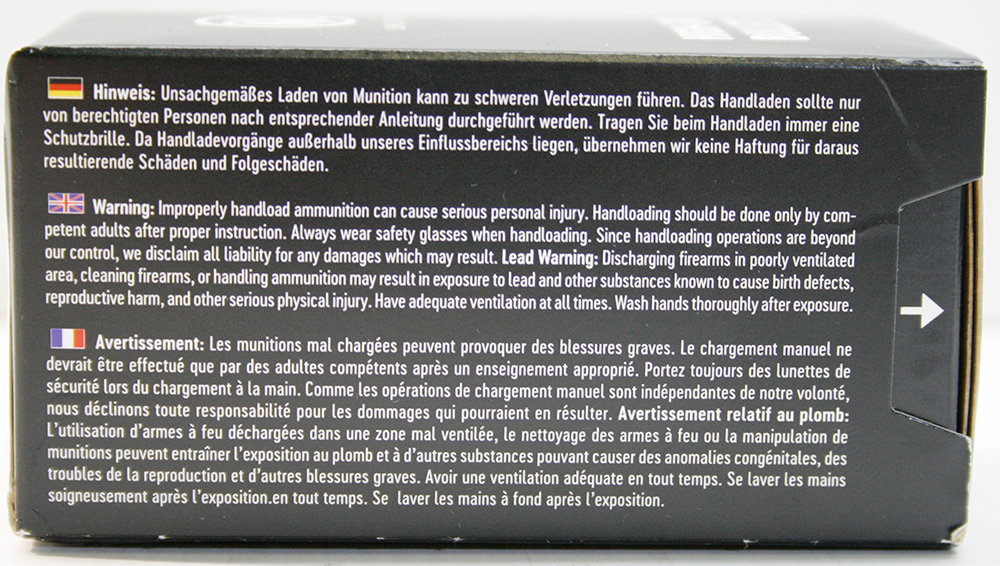 Hinweis: Unsachgemäßes Laden von Munition kann zu schweren Verletzungen führen. Das Handladen sollte nur
von berechtigten Personen nach entsprechender Anleitung durchgeführt werden. Tragen Sie beim Handladen immer eine
Schutzbrille. Da Handladevorgänge außerhalb unseres Einflussbereichs liegen, übernehmen wir keine Haftung für daraus
resultierende Schäden und Folgeschäden.
Warning: Improperly handload ammunition can cause serious personal injury. Handloading should be done only by com-
petent adults after proper instruction. Always wear safety glasses when handloading. Since handloading operations are beyond
our control, we disclaim all liability for any damages which may result. Lead Warning: Discharging firearms in poorly ventilated
area, cleaning firearms, or handling ammunition may result in exposure to lead and other substances known to cause birth defects,
reproductive harm, and other serious physical injury. Have adequate ventilation at all times. Wash hands thoroughly after exposure.
Avertissement: Les munitions mal chargées peuvent provoquer des blessures graves. Le chargement manuel ne
devrait être effectué que par des adultes compétents après un enseignement approprié. Portez toujours des lunettes de
sécurité lors du chargement à la main. Comme les opérations de chargement manuel sont indépendantes de notre volonté,
nous déclinons toute responsabilité pour les dommages qui pourraient en résulter. Avertissement relatif au plomb:
L'utilisation d'armes à feu déchargées dans une zone mal ventilée, le nettoyage des armes à feu ou la manipulation de
munitions peuvent entraîner l'exposition au plomb et à d'autres substances pouvant causer des anomalies congénitales, des
troubles de la reproduction et d'autres blessures graves. Avoir une ventilation adéquate en tout temps. Se laver les mains
soigneusement après l'exposition.en tout temps. Se laver les mains à fond après l'exposition.